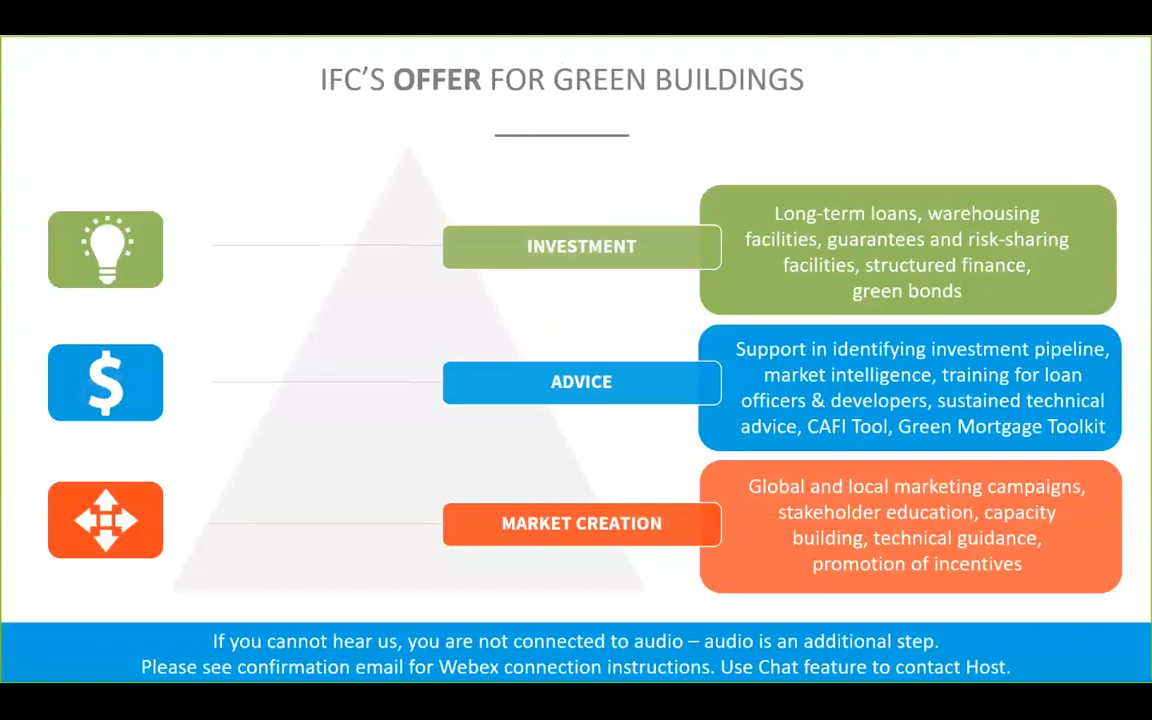 IFC'S OFFER FOR GREEN BUILDINGS
INVESTMENT
Long-term loans, warehousing
facilities, guarantees and risk-sharing
facilities, structured finance,
green bonds
ADVICE
Support in identifying investment pipeline,
market intelligence, training for loan
officers & developers, sustained technical
advice, CAFI Tool, Green Mortgage Toolkit
MARKET CREATION
Global and local marketing campaigns,
stakeholder education, capacity
building, technical guidance,
promotion of incentives
If you cannot hear us, you are not connected to audio – audio is an additional step.
Please see confirmation email for Webex connection instructions. Use Chat feature to contact Host.